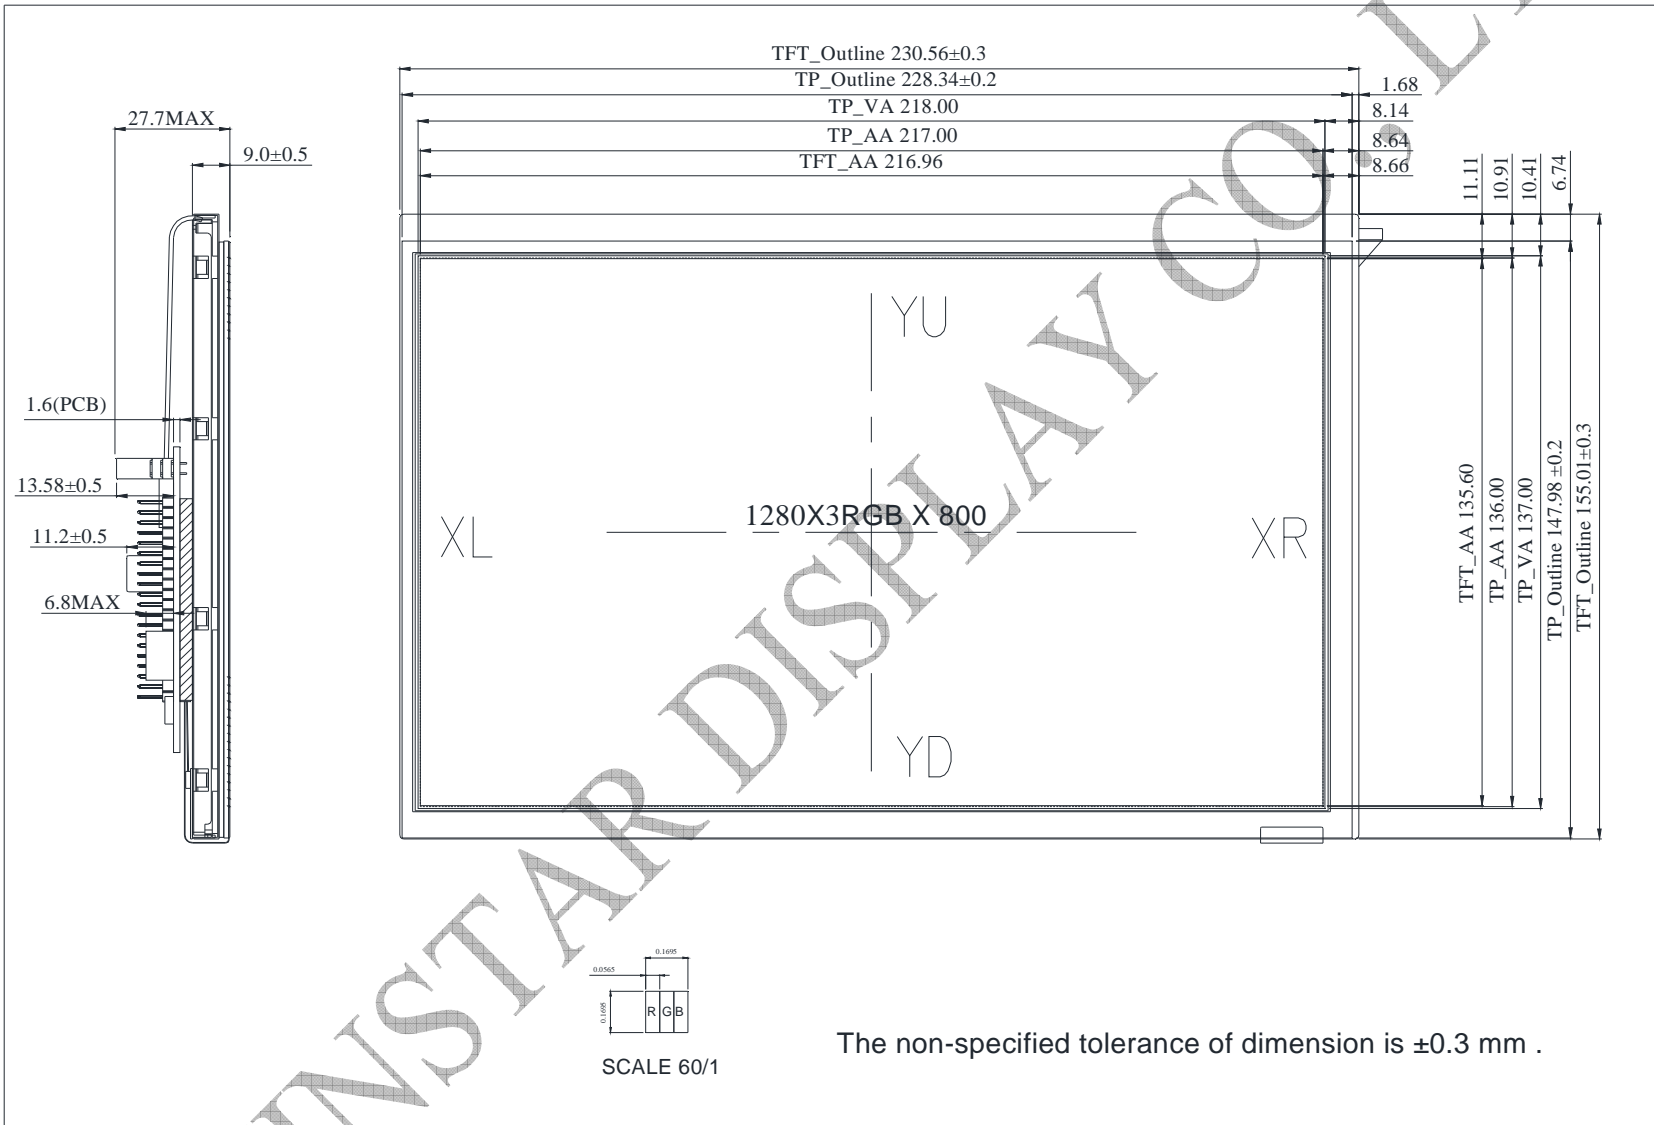 TFT_Outline 230.56±0.3
TP_Outline 228.34±0.2
1.68
TP_VA 218.00
8.14
TP_AA 217.00
8.64
TFT_AA 216.96
8.66
27.7MAX
9.0±0.5
11.11
10.91
10.41
6.74
YU
1.6(PCB)
13.58±0.5
11.2±0.5
6.8MAX
XL
1280X3RGB X 800
XR
TFT_AA 135.60
TP_AA 136.00
TP_VA 137.00
TP_Outline 147.98 ±0.2
TFT_Outline 155.01±0.3
YD
0.1695
0.0565
0.1695
R G B
SCALE 60/1
The non-specified tolerance of dimension is ±0.3 mm .
INSTAR DISPLAY CO.,L